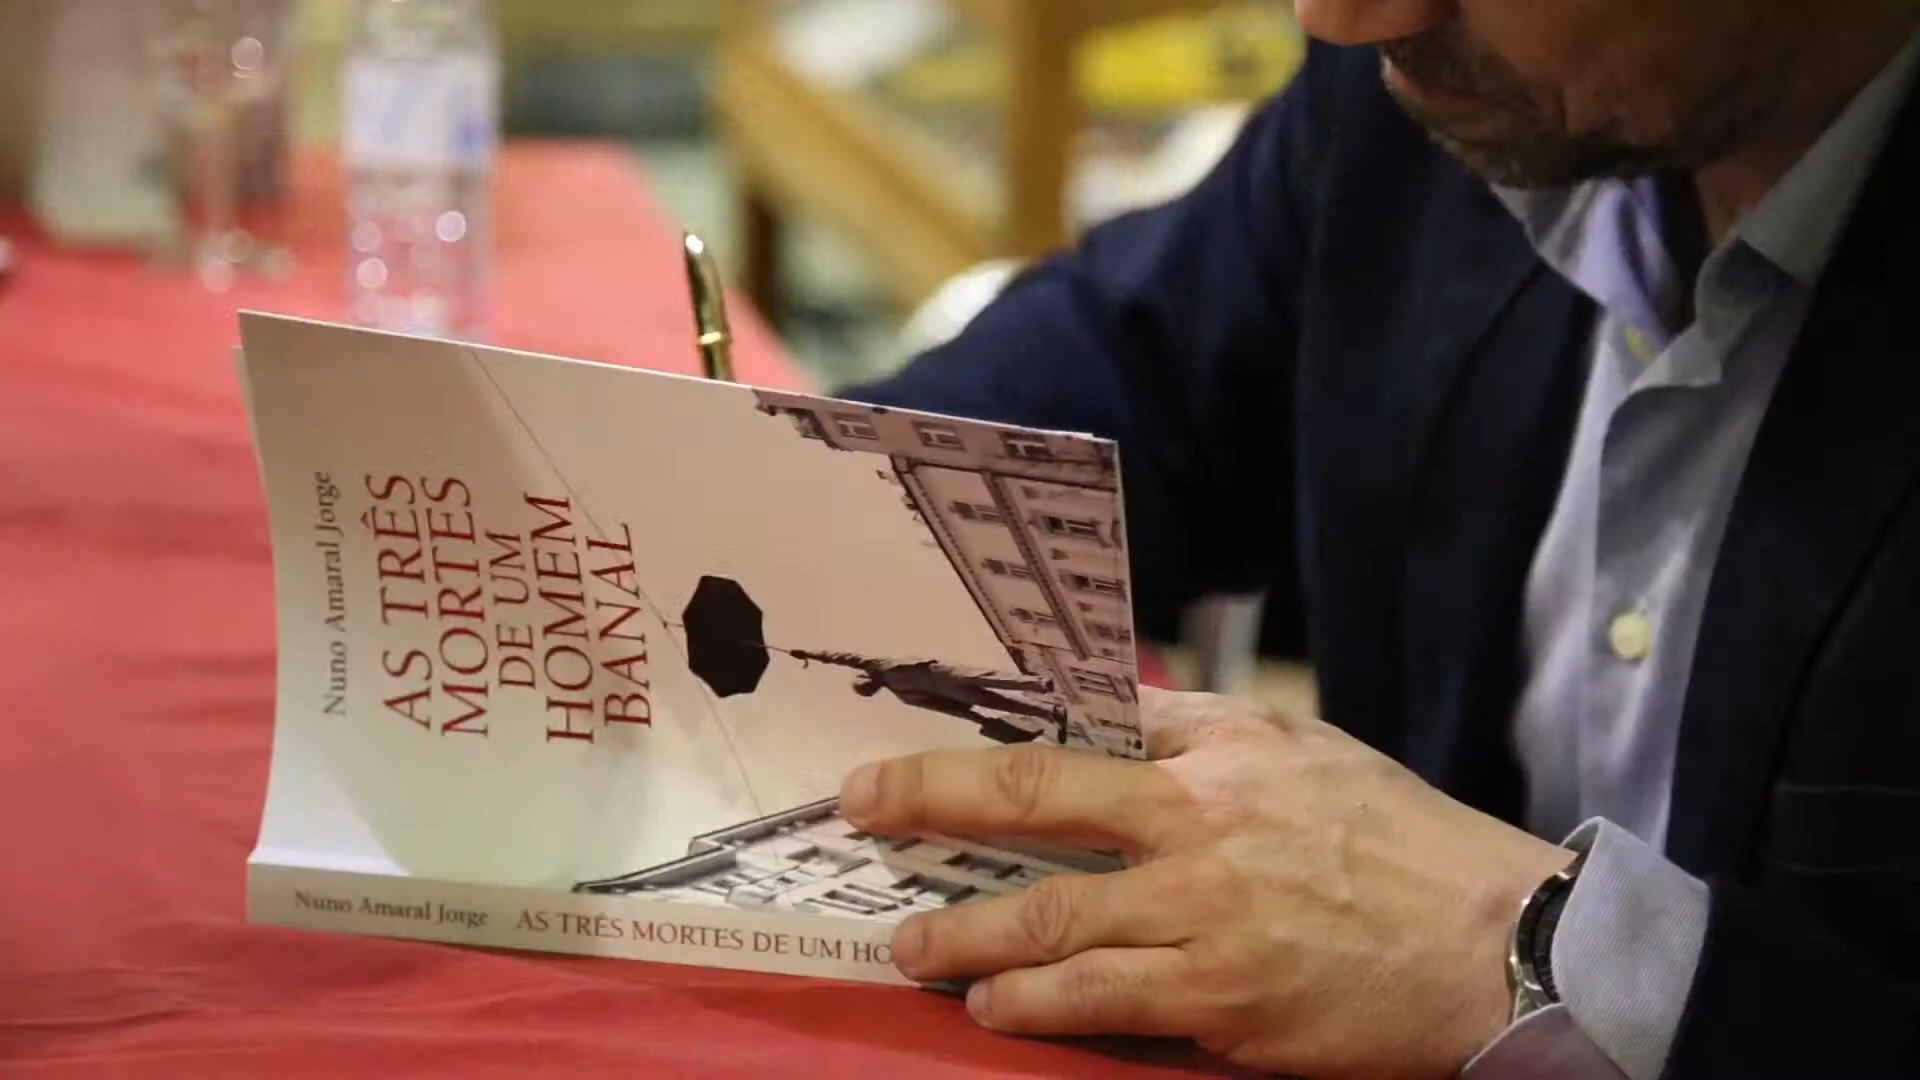 Nuno Amaral Jorge
AS TRÊS
MORTES
DE UM
HOMEM
BANAL
Nuno Amaral Jorge AS TRÊS MORTES DE UM HO